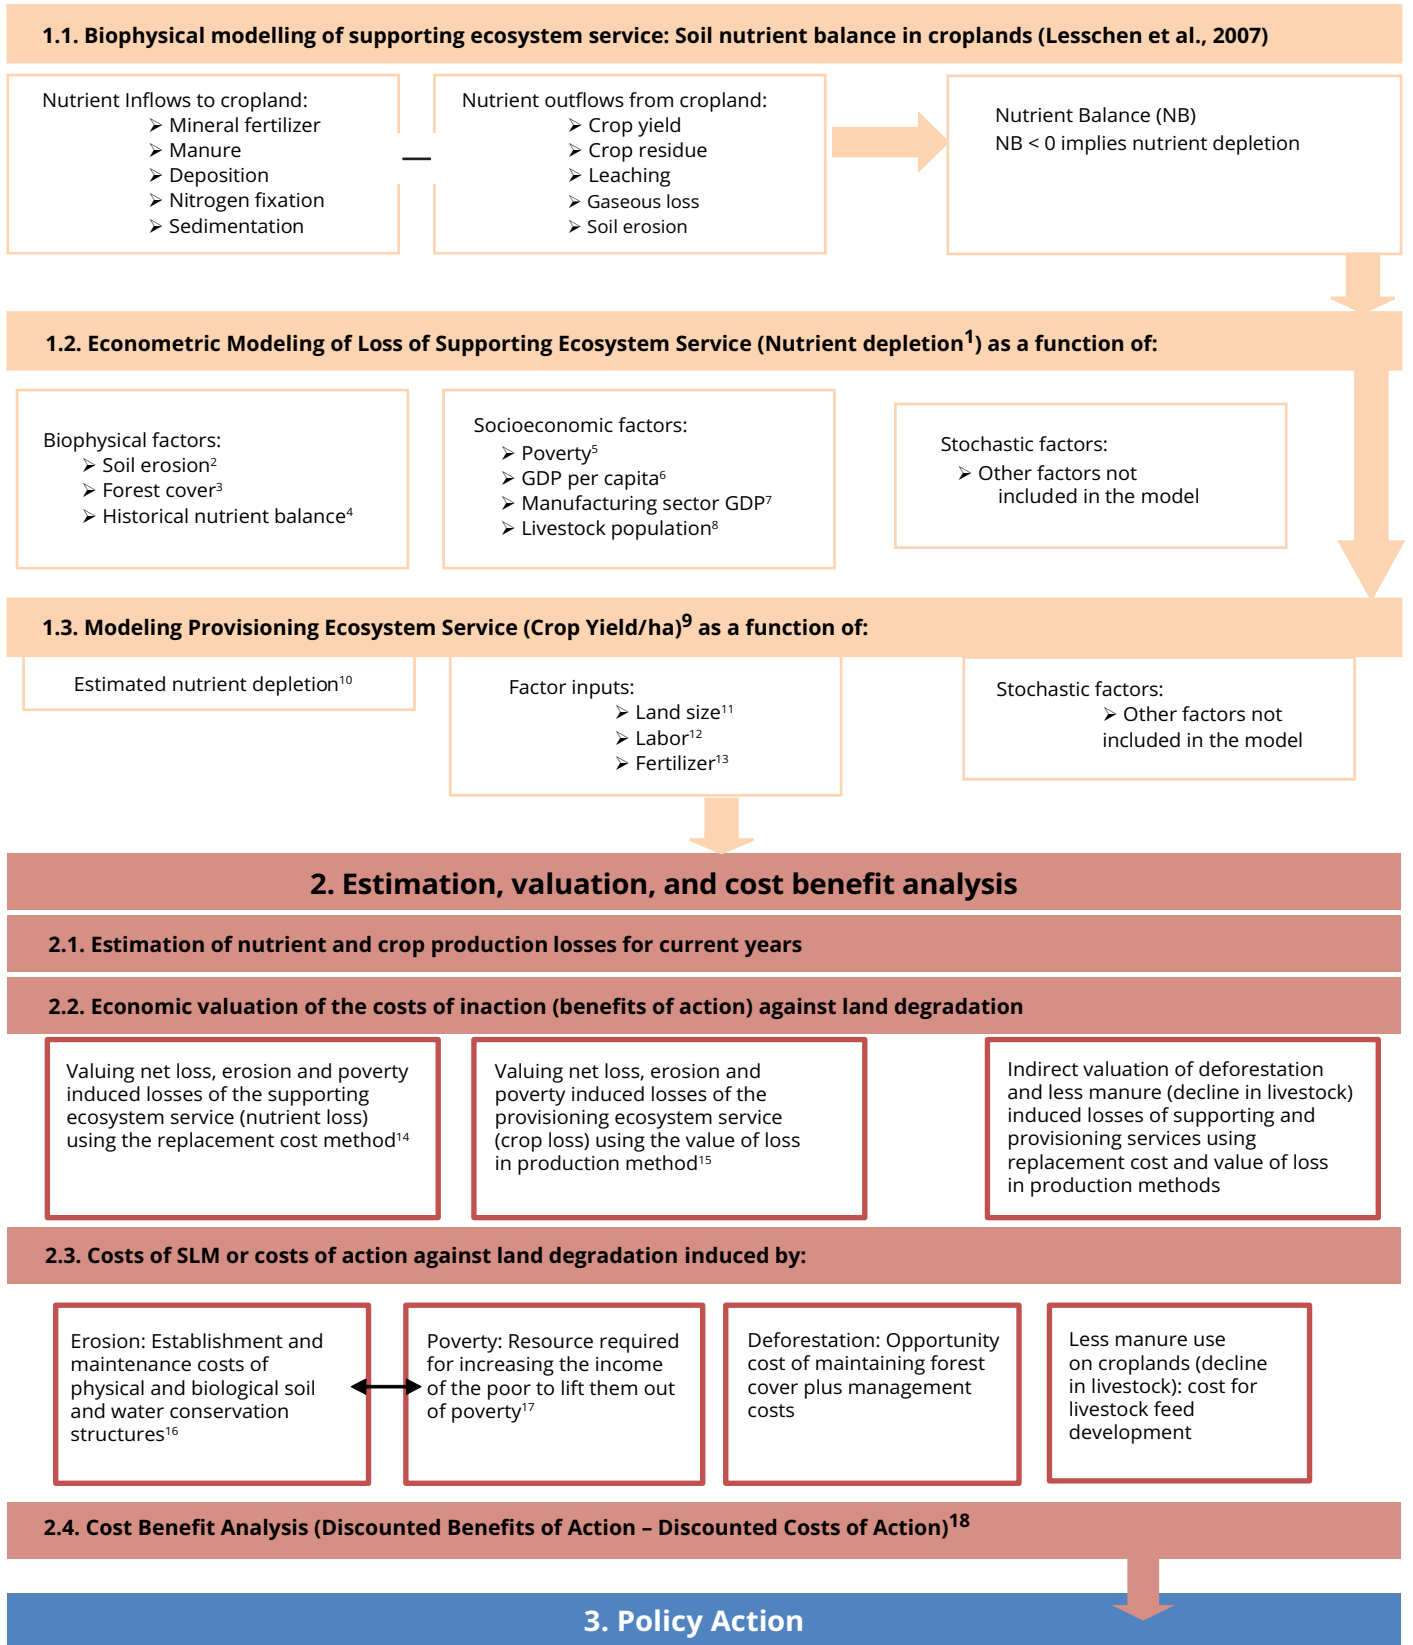 1.1. Biophysical modelling of supporting ecosystem service: Soil nutrient balance in croplands (Lesschen et al., 2007)
Nutrient Inflows to cropland:
➢ Mineral fertilizer
➢ Manure
➢ Deposition
➢ Nitrogen fixation
➢ Sedimentation
—
Nutrient outflows from cropland:
➢ Crop yield
➢ Crop residue
➢ Leaching
➢ Gaseous loss
➢ Soil erosion
Nutrient Balance (NB)
NB < 0 implies nutrient depletion
1.2. Econometric Modeling of Loss of Supporting Ecosystem Service (Nutrient depletion¹) as a function of:
Biophysical factors:
➢ Soil erosion²
➢ Forest cover³
➢ Historical nutrient balance⁴
Socioeconomic factors:
➢ Poverty⁵
➢ GDP per capita⁶
➢ Manufacturing sector GDP⁷
➢ Livestock population⁸
Stochastic factors:
➢ Other factors not
included in the model
1.3. Modeling Provisioning Ecosystem Service (Crop Yield/ha)⁹ as a function of:
Estimated nutrient depletion¹⁰
Factor inputs:
➢ Land size¹¹
➢ Labor¹²
➢ Fertilizer¹³
Stochastic factors:
➢ Other factors not
included in the model
2. Estimation, valuation, and cost benefit analysis
2.1. Estimation of nutrient and crop production losses for current years
2.2. Economic valuation of the costs of inaction (benefits of action) against land degradation
Valuing net loss, erosion and poverty
induced losses of the supporting
ecosystem service (nutrient loss)
using the replacement cost method¹⁴
Valuing net loss, erosion and
poverty induced losses of the
provisioning ecosystem service
(crop loss) using the value of loss
in production method¹⁵
Indirect valuation of deforestation
and less manure (decline in livestock)
induced losses of supporting and
provisioning services using
replacement cost and value of loss
in production methods
2.3. Costs of SLM or costs of action against land degradation induced by:
Erosion: Establishment and
maintenance costs of
physical and biological soil
and water conservation
structures¹⁶
Poverty: Resource required
for increasing the income
of the poor to lift them out
of poverty¹⁷
Deforestation: Opportunity
cost of maintaining forest
cover plus management
costs
Less manure use
on croplands (decline
in livestock): cost for
livestock feed
development
2.4. Cost Benefit Analysis (Discounted Benefits of Action – Discounted Costs of Action)¹⁸
3. Policy Action